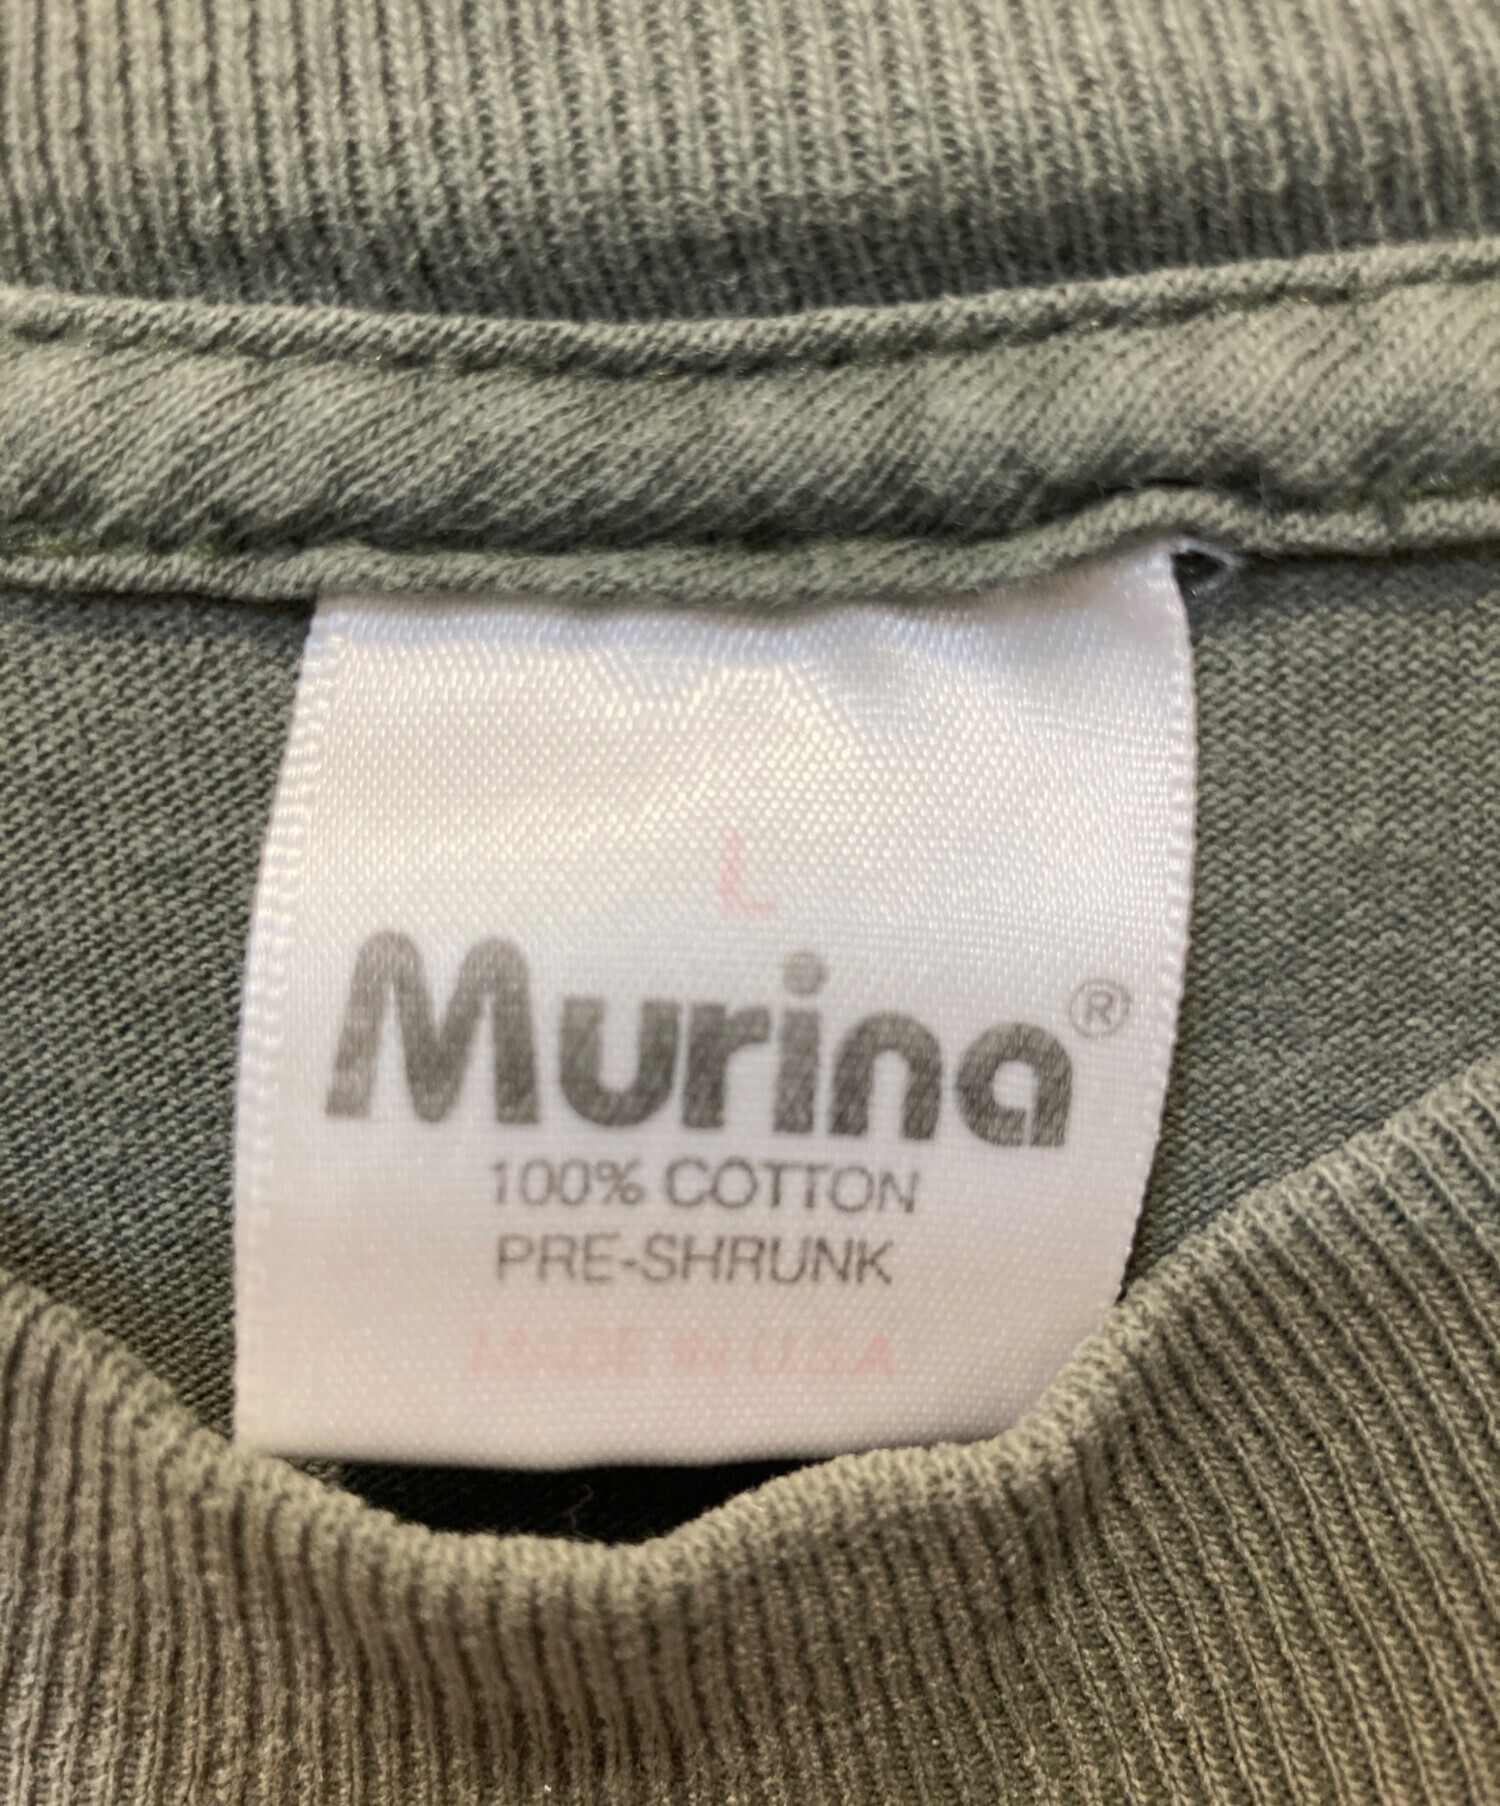 L
Murina®
100% COTTON
PRE-SHRUNK
MADE IN U.S.A